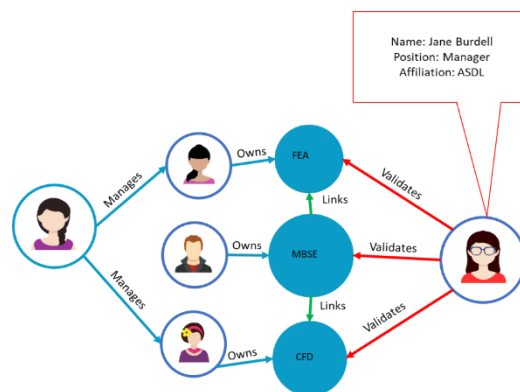 Name: Jane Burdell
Position: Manager
Affiliation: ASDL
Owns
FEA
Manages
Validates
Links
Owns
MBSE
Validates
Manages
Links
Validates
Owns
CFD